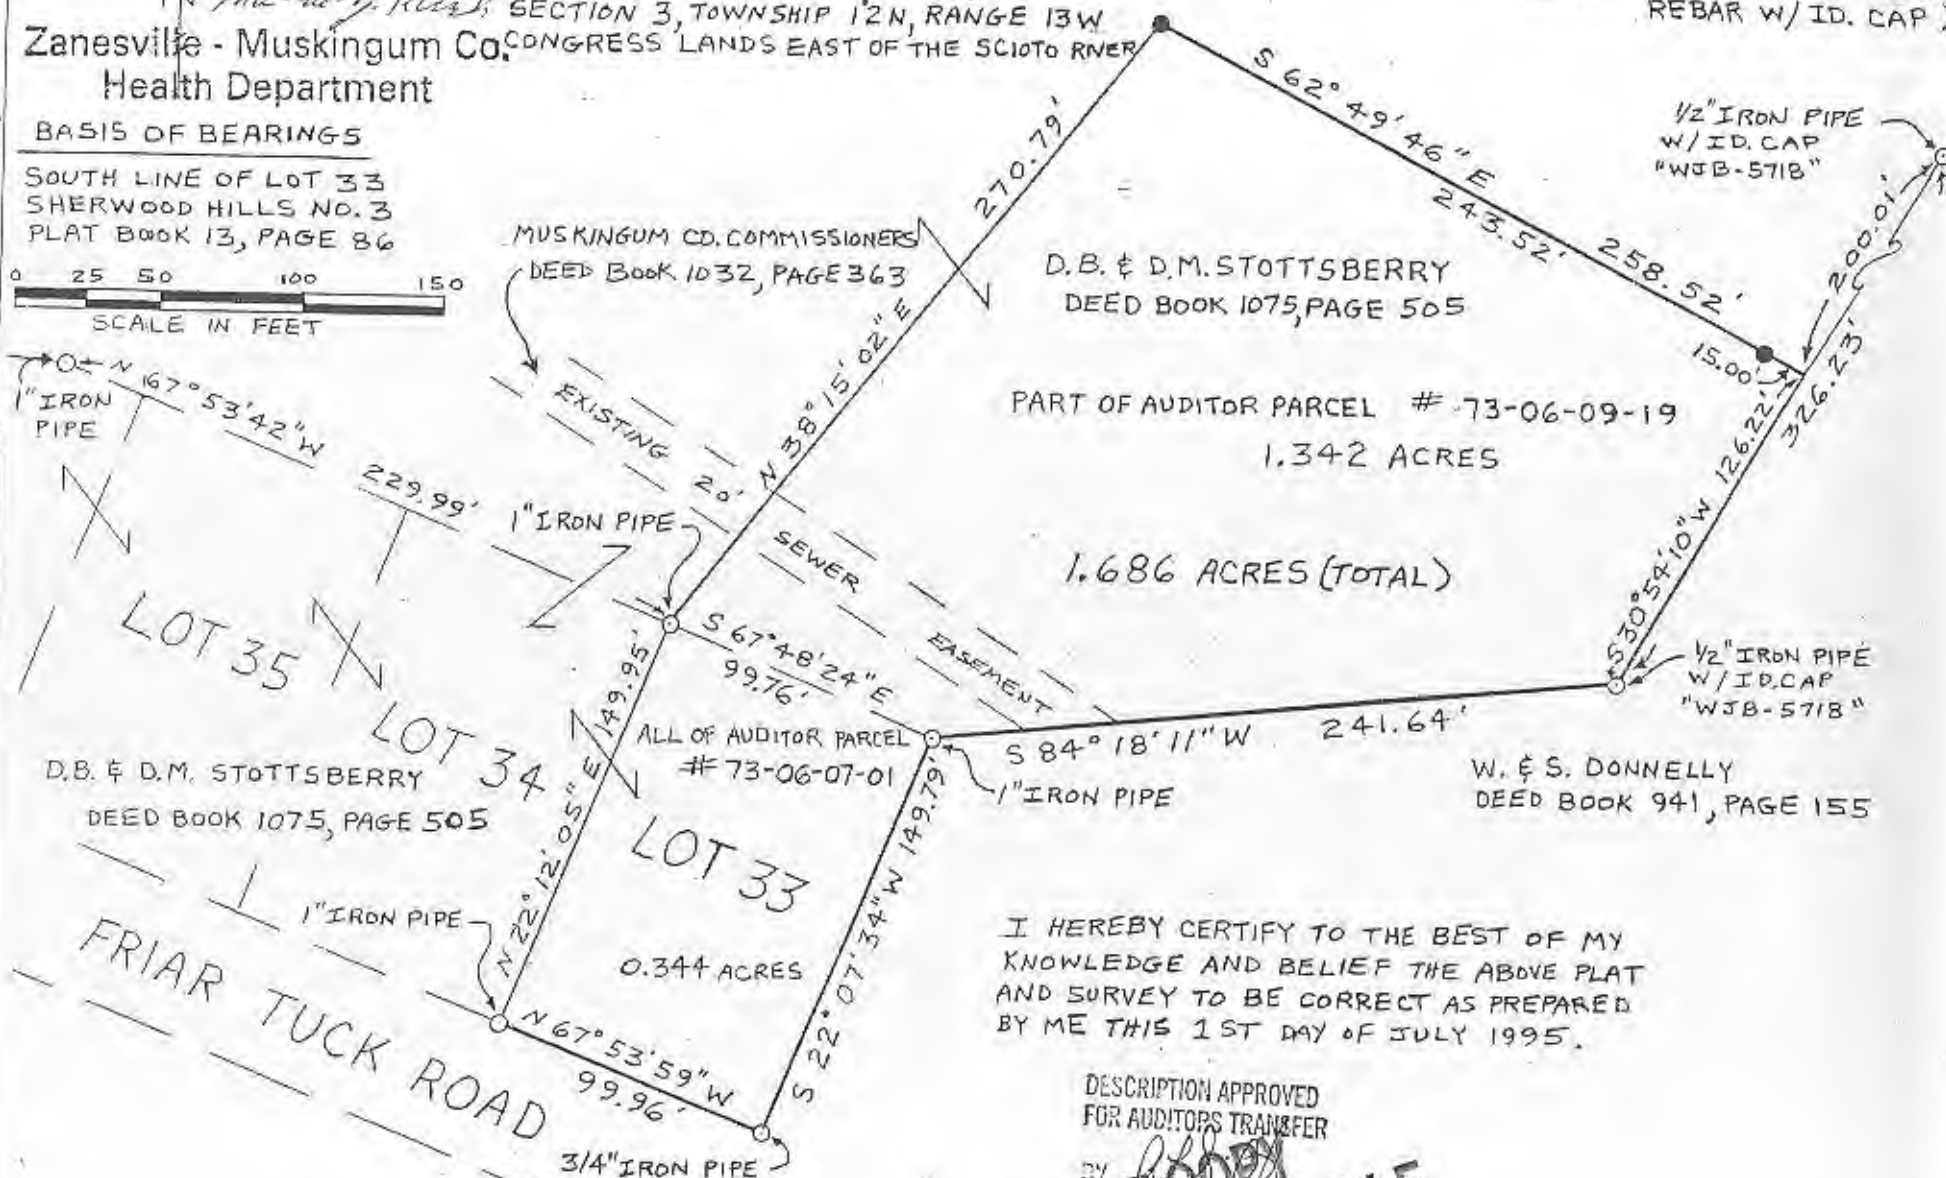 SECTION 3, TOWNSHIP 12N, RANGE 13W
CONGRESS LANDS EAST OF THE SCIOTO RIVER
REBAR W/ ID. CAP
Zanesville - Muskingum Co.
Health Department
BASIS OF BEARINGS
SOUTH LINE OF LOT 33
SHERWOOD HILLS NO. 3
PLAT BOOK 13, PAGE 86
0 25 50 100 150
SCALE IN FEET
MUSKINGUM CO. COMMISSIONERS
DEED BOOK 1032, PAGE 363
N 38° 15' 02" E
270.79'
S 62° 49' 46" E
243.52'
258.52'
15.00'
1/2" IRON PIPE
W/ ID. CAP
"WJB-5718"
200.01'
326.23'
S 30° 54' 10" W 126.22'
D.B. & D.M. STOTTSBERRY
DEED BOOK 1075, PAGE 505
PART OF AUDITOR PARCEL # 73-06-09-19
1.342 ACRES
1.686 ACRES (TOTAL)
1" IRON
PIPE
N 67° 53' 42" W
229.99'
1" IRON PIPE
EXISTING
20'
SEWER
EASEMENT
S 67° 48' 24" E
99.76'
1/2" IRON PIPE
W/ ID. CAP
"WJB-5718"
S 84° 18' 11" W 241.64'
1" IRON PIPE
W. & S. DONNELLY
DEED BOOK 941, PAGE 155
LOT 35
LOT 34
D.B. & D.M. STOTTSBERRY
DEED BOOK 1075, PAGE 505
N 22° 12' 05" E 149.95'
ALL OF AUDITOR PARCEL
# 73-06-07-01
LOT 33
0.344 ACRES
S 22° 07' 34" W 149.79'
1" IRON PIPE
N 67° 53' 59" W
99.96'
FRIAR TUCK ROAD
3/4" IRON PIPE
I HEREBY CERTIFY TO THE BEST OF MY
KNOWLEDGE AND BELIEF THE ABOVE PLAT
AND SURVEY TO BE CORRECT AS PREPARED
BY ME THIS 1ST DAY OF JULY 1995.
DESCRIPTION APPROVED
FOR AUDITORS TRANSFER
BY